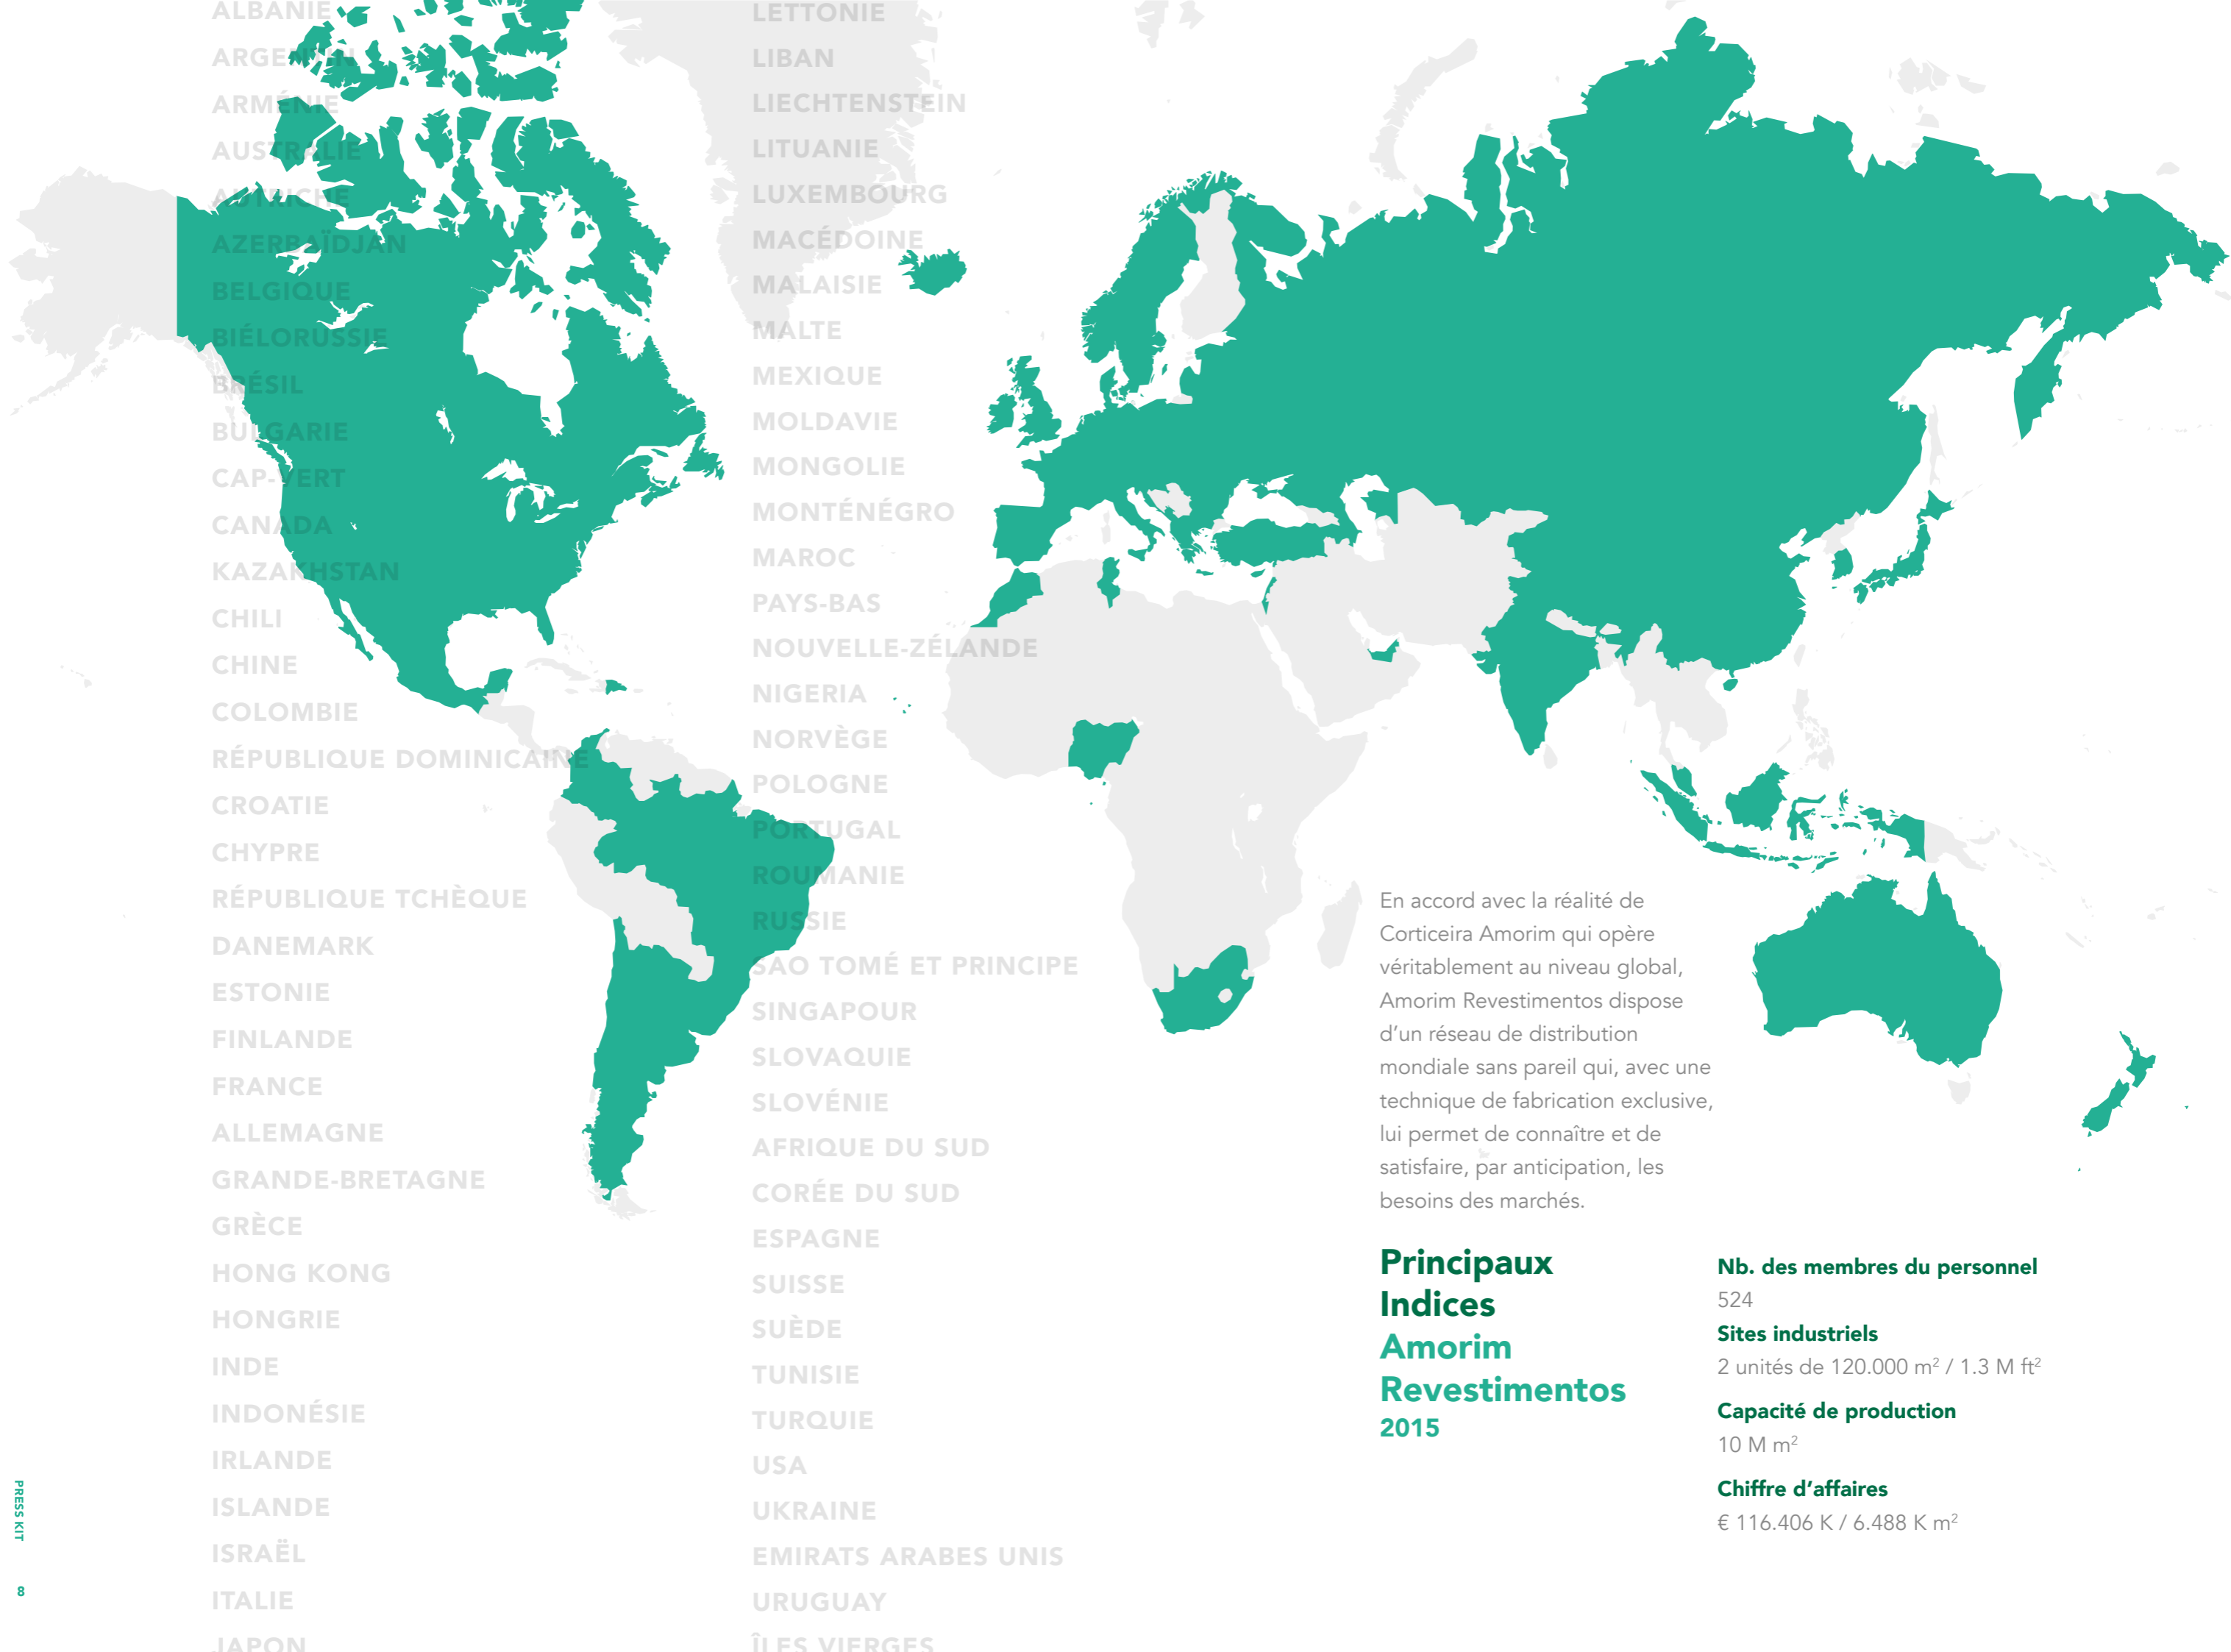 ALBANIE
ARGENTEN
ARMÉNIE
AUSTRALIE
AUTRICHE
AZERBAÏDJAN
BELGIQUE
BIÉLORUSSIE
BRÉSIL
BULGARIE
CAP-VERT
CANADA
KAZAKHSTAN
CHILI
CHINE
COLOMBIE
RÉPUBLIQUE DOMINICAINE
CROATIE
CHYPRE
RÉPUBLIQUE TCHÈQUE
DANEMARK
ESTONIE
FINLANDE
FRANCE
ALLEMAGNE
GRANDE-BRETAGNE
GRÈCE
HONG KONG
HONGRIE
INDE
INDONÉSIE
IRLANDE
ISLANDE
ISRAËL
ITALIE
JAPON
LETTONIE
LIBAN
LIECHTENSTEIN
LITUANIE
LUXEMBOURG
MACÉDOINE
MALAISIE
MALTE
MEXIQUE
MOLDAVIE
MONGOLIE
MONTÉNÉGRO
MAROC
PAYS-BAS
NOUVELLE-ZÉLANDE
NIGERIA
NORVÈGE
POLOGNE
PORTUGAL
ROUMANIE
RUSSIE
SAO TOMÉ ET PRINCIPE
SINGAPOUR
SLOVAQUIE
SLOVÉNIE
AFRIQUE DU SUD
CORÉE DU SUD
ESPAGNE
SUISSE
SUÈDE
TUNISIE
TURQUIE
USA
UKRAINE
EMIRATS ARABES UNIS
URUGUAY
ÎLES VIERGES
En accord avec la réalité de
Corticeira Amorim qui opère
véritablement au niveau global,
Amorim Revestimentos dispose
d'un réseau de distribution
mondiale sans pareil qui, avec une
technique de fabrication exclusive,
lui permet de connaître et de
satisfaire, par anticipation, les
besoins des marchés.
Principaux
Indices
Amorim
Revestimentos
2015
Nb. des membres du personnel
524
Sites industriels
2 unités de 120.000 m² / 1.3 M ft²
Capacité de production
10 M m²
Chiffre d'affaires
€ 116.406 K / 6.488 K m²
PRESS KIT
8